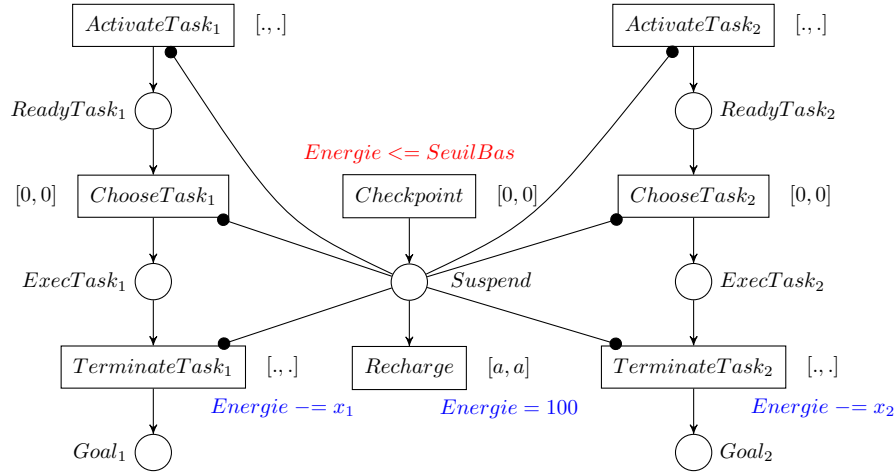 ActivateTask₁ [., .] ActivateTask₂ [., .]
ReadyTask₁ ReadyTask₂
Energie <= SeuilBas
[0, 0] ChooseTask₁ Checkpoint [0, 0] ChooseTask₂ [0, 0]
ExecTask₁ Suspend ExecTask₂
TerminateTask₁ [., .] Recharge [a, a] TerminateTask₂ [., .]
Energie −= x₁ Energie = 100 Energie −= x₂
Goal₁ Goal₂